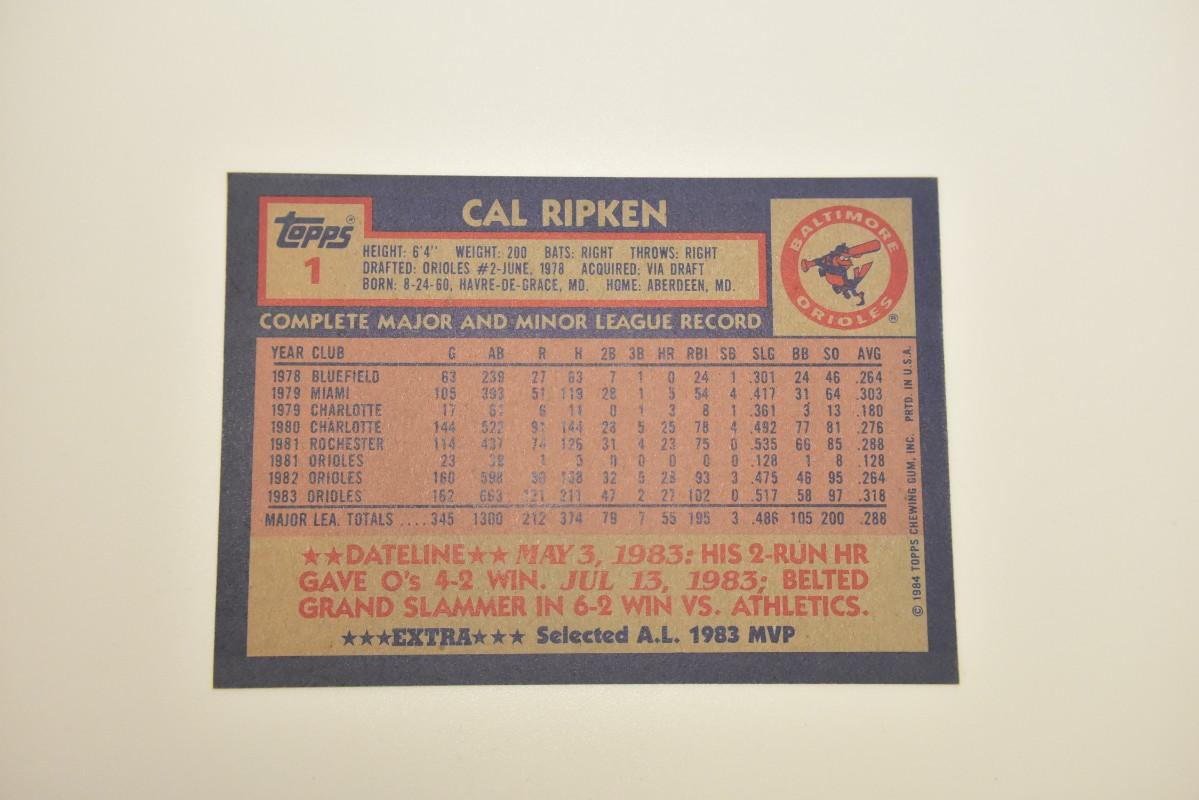 CAL RIPKEN
Topps®
1
HEIGHT: 6'4" WEIGHT: 200 BATS: RIGHT THROWS: RIGHT
DRAFTED: ORIOLES #2-JUNE, 1978 ACQUIRED: VIA DRAFT
BORN: 8-24-60, HAVRE-DE-GRACE, MD. HOME: ABERDEEN, MD.
BALTIMORE
ORIOLES®
COMPLETE MAJOR AND MINOR LEAGUE RECORD
YEAR CLUB G AB R H 2B 3B HR RBI SB SLG BB SO AVG
1978 BLUEFIELD 63 239 27 63 7 1 0 24 1 .301 24 46 .264
1979 MIAMI 105 393 51 119 28 1 5 54 4 .417 31 64 .303
1979 CHARLOTTE 17 61 6 11 0 1 3 8 1 .361 3 13 .180
1980 CHARLOTTE 144 522 91 144 28 5 25 78 4 .492 77 81 .276
1981 ROCHESTER 114 437 74 126 31 4 23 75 0 .535 66 85 .288
1981 ORIOLES 23 39 1 5 0 0 0 0 0 .128 1 8 .128
1982 ORIOLES 160 598 90 158 32 5 28 93 3 .475 46 95 .264
1983 ORIOLES 162 663 121 211 47 2 27 102 0 .517 58 97 .318
MAJOR LEA. TOTALS ....345 1300 212 374 79 7 55 195 3 .486 105 200 .288
★★DATELINE★★ MAY 3, 1983: HIS 2-RUN HR
GAVE O's 4-2 WIN. JUL 13, 1983; BELTED
GRAND SLAMMER IN 6-2 WIN VS. ATHLETICS.
★★★EXTRA★★★ Selected A.L. 1983 MVP
© 1984 TOPPS CHEWING GUM, INC. PRTD. IN U.S.A.